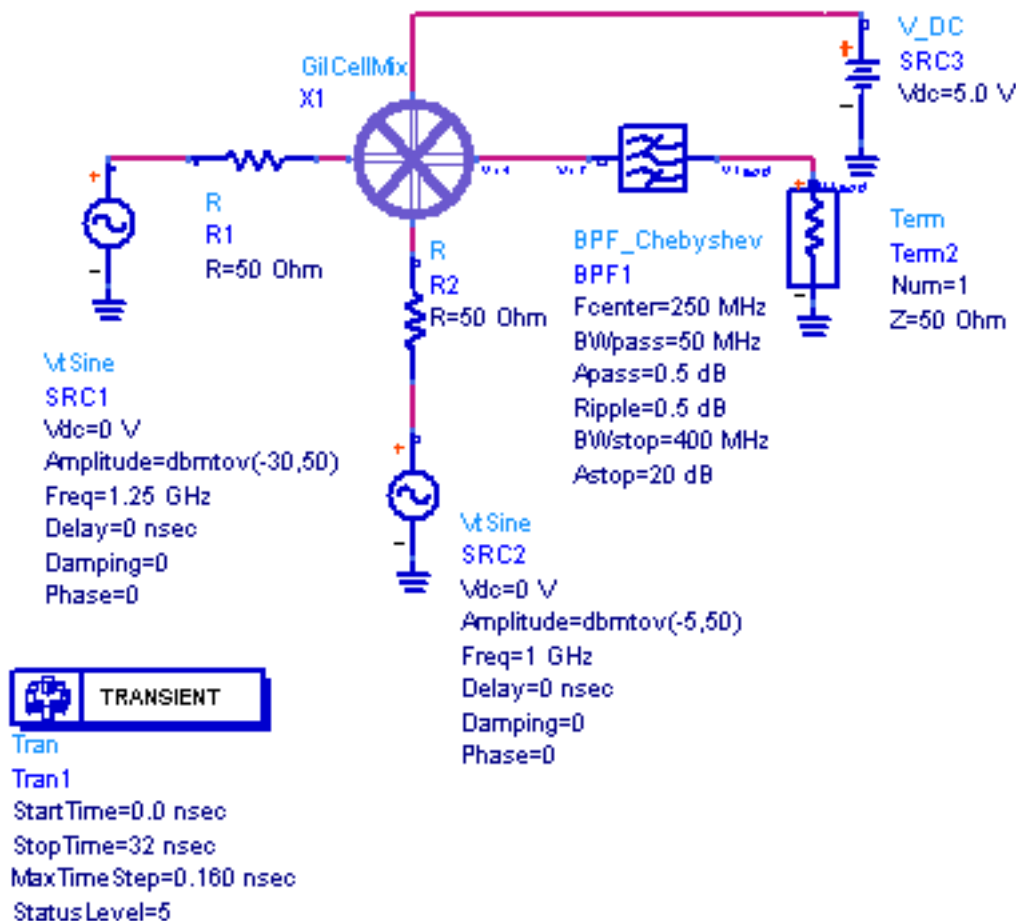 V_DC
SRC3
Vdc=5.0 V
GilCellMix
X1
R
R1
R=50 Ohm
R
R2
R=50 Ohm
BPF_Chebyshev
BPF1
Fcenter=250 MHz
BWpass=50 MHz
Apass=0.5 dB
Ripple=0.5 dB
BWstop=400 MHz
Astop=20 dB
Term
Term2
Num=1
Z=50 Ohm
VtSine
SRC1
Vdc=0 V
Amplitude=dbmtov(-30,50)
Freq=1.25 GHz
Delay=0 nsec
Damping=0
Phase=0
VtSine
SRC2
Vdc=0 V
Amplitude=dbmtov(-5,50)
Freq=1 GHz
Delay=0 nsec
Damping=0
Phase=0
TRANSIENT
Tran
Tran1
StartTime=0.0 nsec
StopTime=32 nsec
MaxTimeStep=0.160 nsec
StatusLevel=5